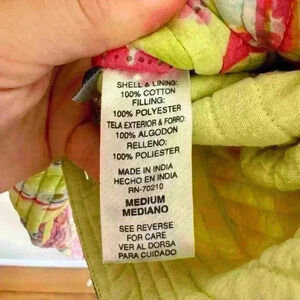 SHELL & LINING:
100% COTTON
FILLING:
100% POLYESTER
TELA EXTERIOR & FORRO:
100% ALGODON
RELLENO:
100% POLIESTER
MADE IN INDIA
HECHO EN INDIA
RN-70210
MEDIUM
MEDIANO
SEE REVERSE
FOR CARE
VER AL DORSA
PARA CUIDADO